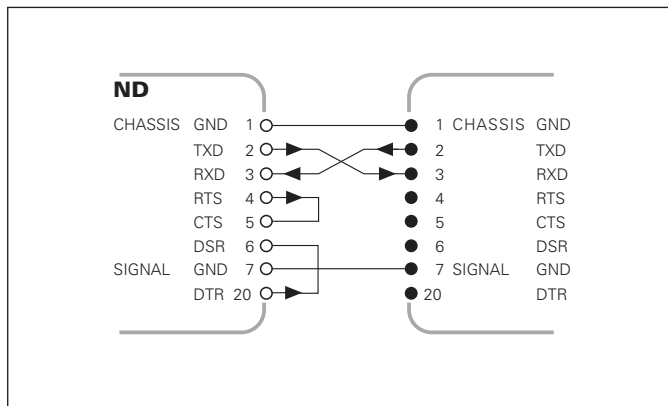 ND
CHASSIS GND 1 1 CHASSIS GND
TXD 2 2 TXD
RXD 3 3 RXD
RTS 4 4 RTS
CTS 5 5 CTS
DSR 6 6 DSR
SIGNAL GND 7 7 SIGNAL GND
DTR 20 20 DTR